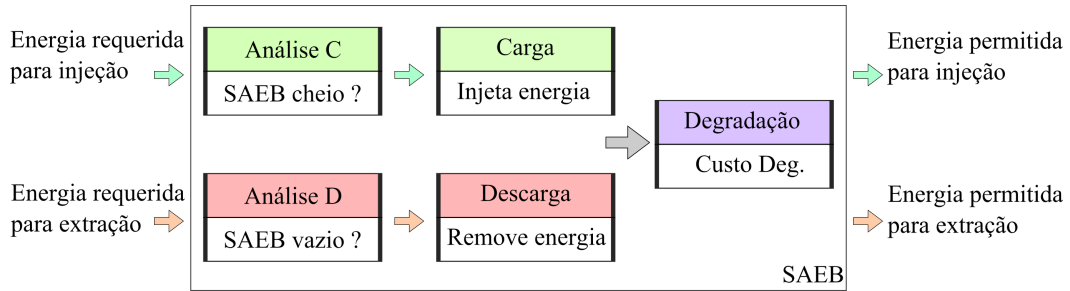 Energia requerida
para injeção
Análise C
SAEB cheio ?
Carga
Injeta energia
Energia permitida
para injeção
Degradação
Custo Deg.
Energia requerida
para extração
Análise D
SAEB vazio ?
Descarga
Remove energia
Energia permitida
para extração
SAEB